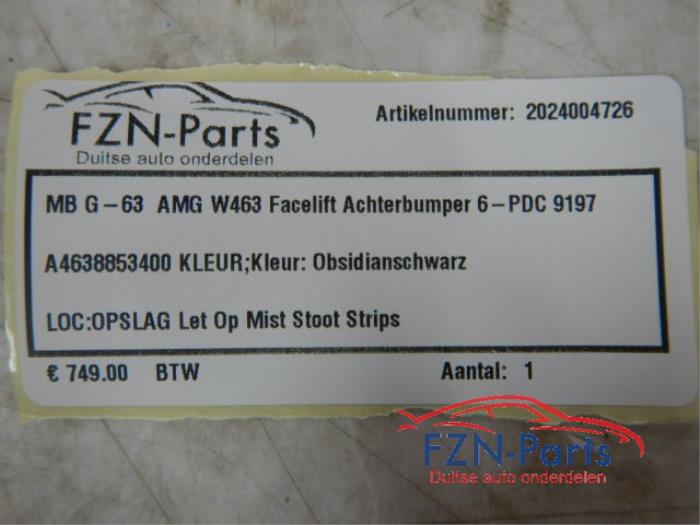 FZN-Parts
Duitse auto onderdelen
Artikelnummer: 2024004726
MB G-63 AMG W463 Facelift Achterbumper 6-PDC 9197
A4638853400 KLEUR;Kleur: Obsidianschwarz
LOC:OPSLAG Let Op Mist Stoot Strips
€ 749.00 BTW Aantal: 1
FZN-Parts
Duitse auto onderdelen